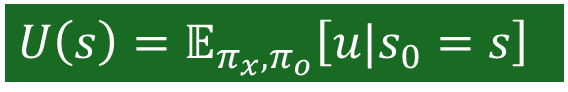 U(s) = 𝔼_{π_x,π_o}[u|s_0 = s]